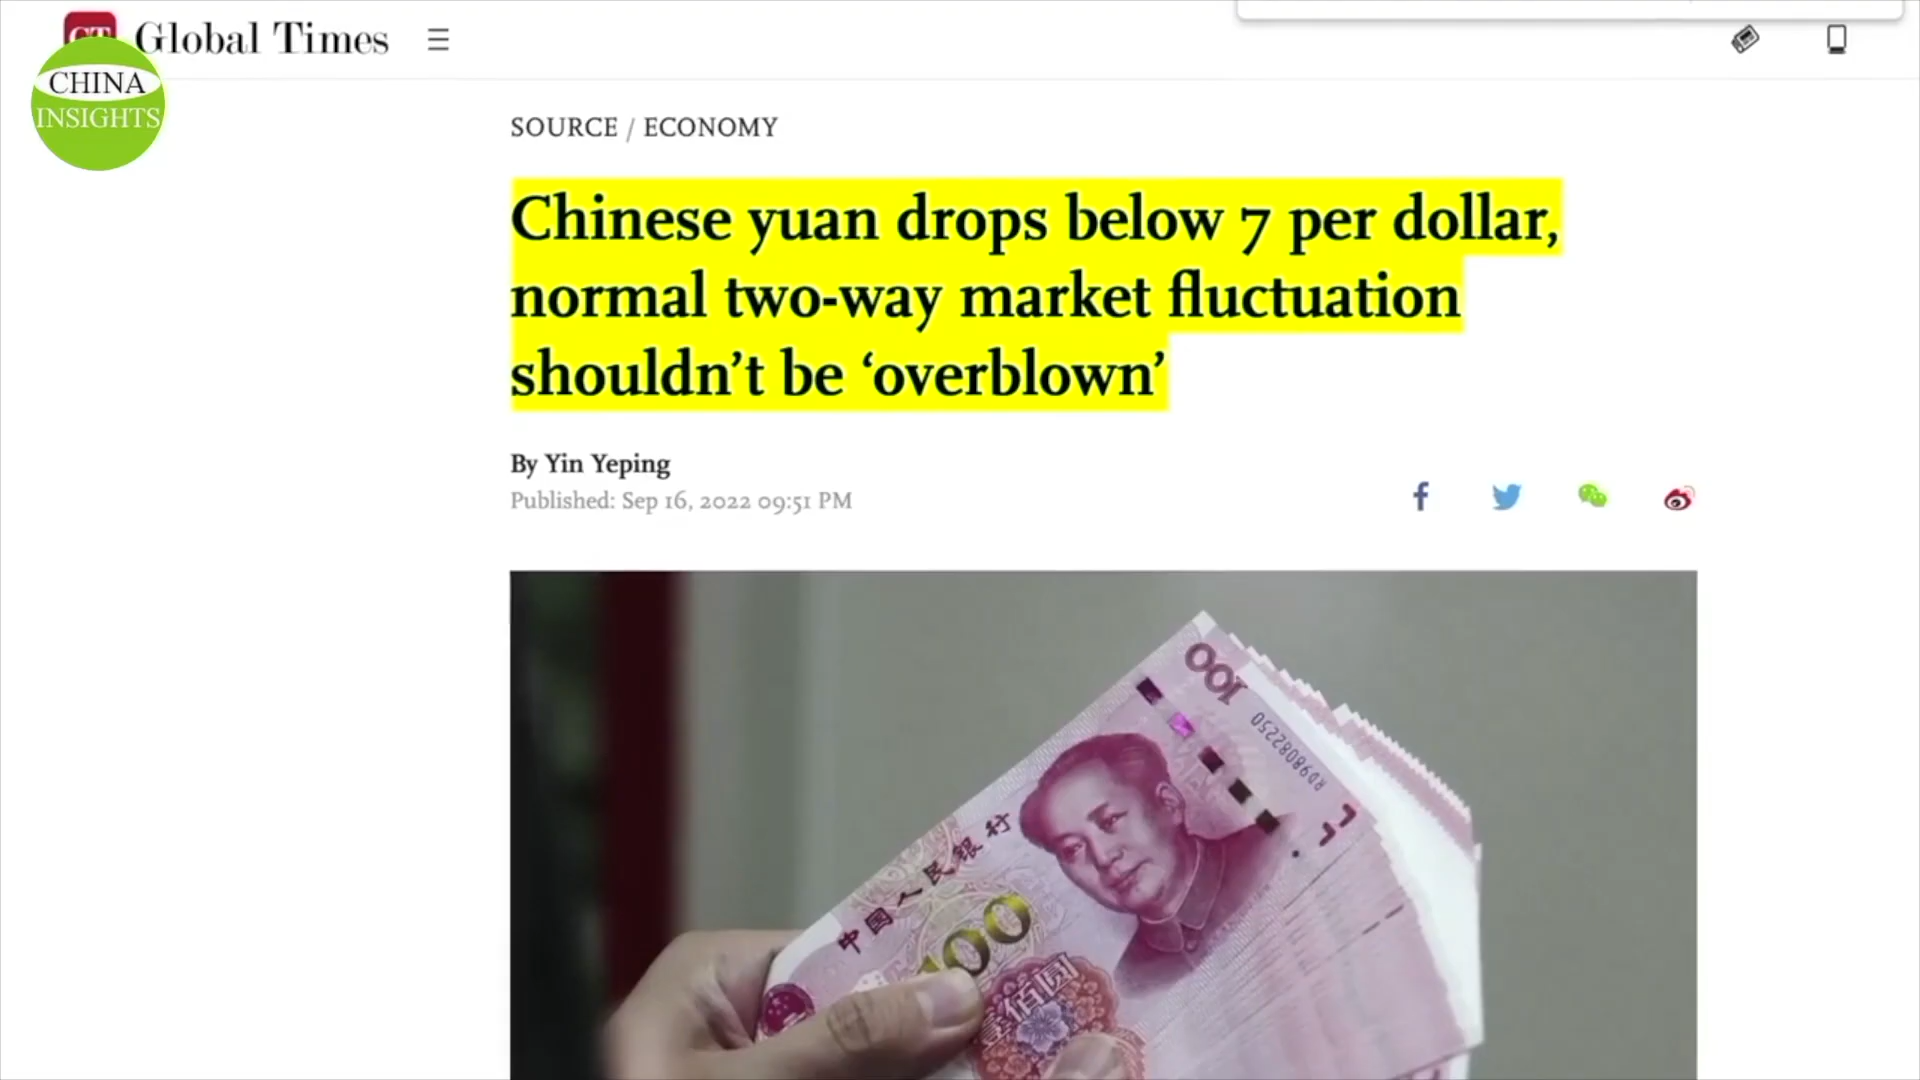 GT Global Times
CHINA
INSIGHTS
SOURCE / ECONOMY
Chinese yuan drops below 7 per dollar,
normal two-way market fluctuation
shouldn't be 'overblown'
By Yin Yeping
Published: Sep 16, 2022 09:51 PM
100
RD98082250
中国人民银行
100
壹佰圆